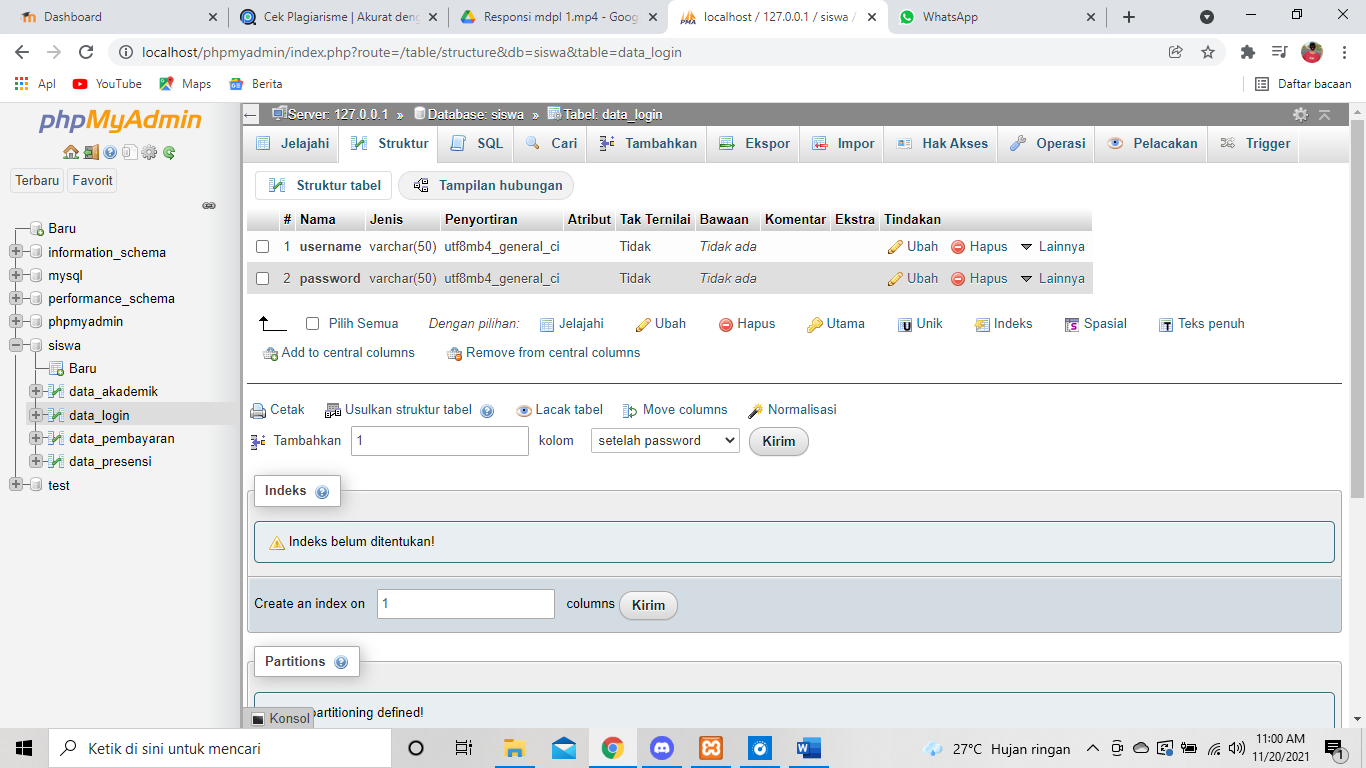 Dashboard
Cek Plagiarisme | Akurat den
Responsi mdpl 1.mp4 - Goog
localhost / 127.0.0.1 / siswa /
WhatsApp
localhost/phpmyadmin/index.php?route=/table/structure&db=siswa&table=data_login
Apl YouTube Maps Berita Daftar bacaan
phpMyAdmin
Terbaru Favorit
Baru
information_schema
mysql
performance_schema
phpmyadmin
siswa
Baru
data_akademik
data_login
data_pembayaran
data_presensi
test
Server: 127.0.0.1 » Database: siswa » Tabel: data_login
Jelajahi Struktur SQL Cari Tambahkan Ekspor Impor Hak Akses Operasi Pelacakan Trigger
Struktur tabel Tampilan hubungan
# Nama Jenis Penyortiran Atribut Tak Ternilai Bawaan Komentar Ekstra Tindakan
1 username varchar(50) utf8mb4_general_ci Tidak Tidak ada Ubah Hapus Lainnya
2 password varchar(50) utf8mb4_general_ci Tidak Tidak ada Ubah Hapus Lainnya
Pilih Semua Dengan pilihan: Jelajahi Ubah Hapus Utama Unik Indeks Spasial Teks penuh
Add to central columns Remove from central columns
Cetak Usulkan struktur tabel Lacak tabel Move columns Normalisasi
Tambahkan 1 kolom setelah password Kirim
Indeks
Indeks belum ditentukan!
Create an index on 1 columns Kirim
Partitions
partitioning defined!
Konsol
Ketik di sini untuk mencari
27°C Hujan ringan
11:00 AM
11/20/2021
1